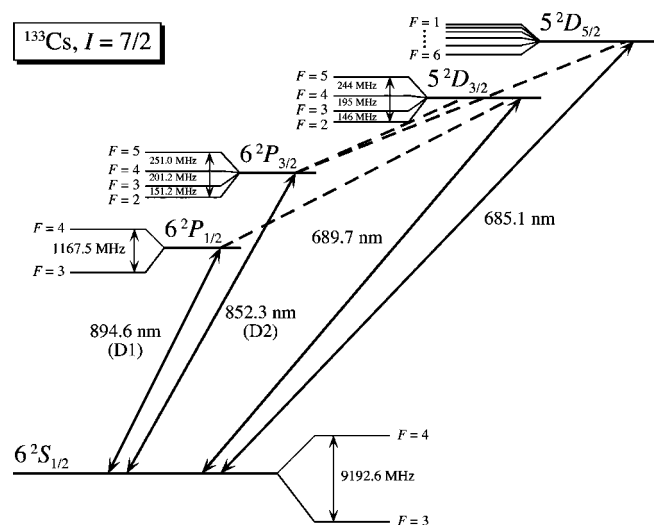 ¹³³Cs, I = 7/2
F = 1
F = 6
5 ²D₅/₂
F = 5
F = 4
F = 3
F = 2
244 MHz
195 MHz
146 MHz
5 ²D₃/₂
F = 5
F = 4
F = 3
F = 2
251.0 MHz
201.2 MHz
151.2 MHz
6 ²P₃/₂
F = 4
1167.5 MHz
F = 3
6 ²P₁/₂
689.7 nm
685.1 nm
894.6 nm
(D1)
852.3 nm
(D2)
6 ²S₁/₂
F = 4
9192.6 MHz
F = 3